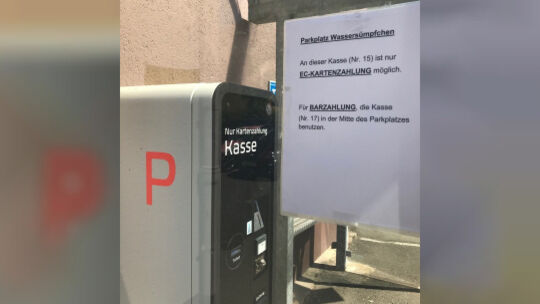 Parkplatz Wassersümpfchen
An dieser Kasse (Nr. 15) ist nur
EC-KARTENZAHLUNG möglich.
Für BARZAHLUNG, die Kasse
(Nr. 17) in der Mitte des Parkplatzes
benutzen.
Nur Kartenzahlung
Kasse
P